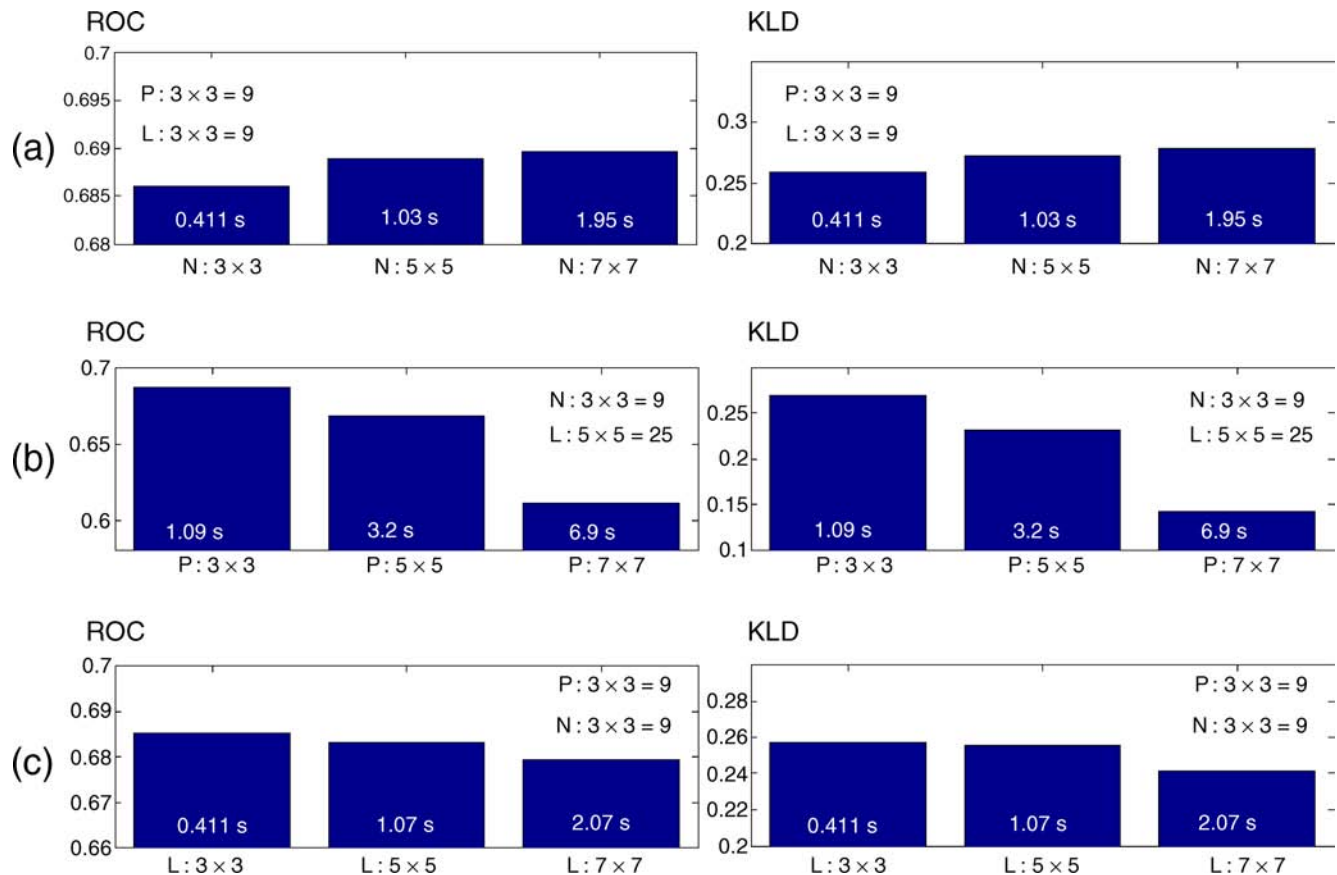 ROC
0.7
0.695
0.69
0.685
0.68
(a)
P : 3 × 3 = 9
L : 3 × 3 = 9
0.411 s
1.03 s
1.95 s
N : 3 × 3
N : 5 × 5
N : 7 × 7
KLD
0.3
0.25
0.2
P : 3 × 3 = 9
L : 3 × 3 = 9
0.411 s
1.03 s
1.95 s
N : 3 × 3
N : 5 × 5
N : 7 × 7
ROC
0.7
0.65
0.6
(b)
N : 3 × 3 = 9
L : 5 × 5 = 25
1.09 s
3.2 s
6.9 s
P : 3 × 3
P : 5 × 5
P : 7 × 7
KLD
0.25
0.2
0.15
0.1
N : 3 × 3 = 9
L : 5 × 5 = 25
1.09 s
3.2 s
6.9 s
P : 3 × 3
P : 5 × 5
P : 7 × 7
ROC
0.7
0.69
0.68
0.67
0.66
(c)
P : 3 × 3 = 9
N : 3 × 3 = 9
0.411 s
1.07 s
2.07 s
L : 3 × 3
L : 5 × 5
L : 7 × 7
KLD
0.28
0.26
0.24
0.22
0.2
P : 3 × 3 = 9
N : 3 × 3 = 9
0.411 s
1.07 s
2.07 s
L : 3 × 3
L : 5 × 5
L : 7 × 7